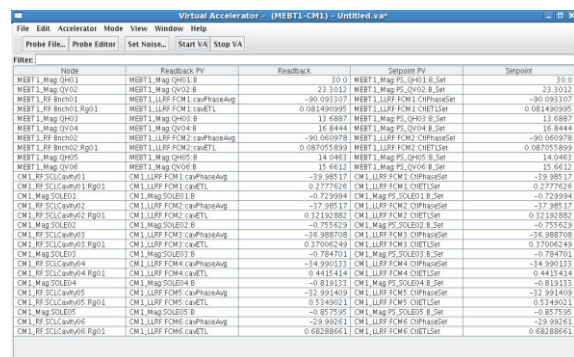 Virtual Accelerator - (MEBT1-CM1) - Untitled.va*
File Edit Accelerator Mode View Window Help
Probe File... Probe Editor Set Noise... Start VA Stop VA
Filter:
Node Readback PV Readback Setpoint PV Setpoint
MEBT1_Mag:QH01 MEBT1_Mag:QH01:B 30.0 MEBT1_Mag:PS_QH01:B_Set 30.0
MEBT1_Mag:QV02 MEBT1_Mag:QV02:B 23.3012 MEBT1_Mag:PS_QV02:B_Set 23.3012
MEBT1_RF:Bnch01 MEBT1_LLRF:FCM1:cavPhaseAvg -90.093307 MEBT1_LLRF:FCM1:CtlPhaseSet -90.093307
MEBT1_RF:Bnch01:Rg01 MEBT1_LLRF:FCM1:cavETL 0.081490995 MEBT1_LLRF:FCM1:CtlETLSet 0.081490995
MEBT1_Mag:QH03 MEBT1_Mag:QH03:B 13.6887 MEBT1_Mag:PS_QH03:B_Set 13.6887
MEBT1_Mag:QV04 MEBT1_Mag:QV04:B 16.8444 MEBT1_Mag:PS_QV04:B_Set 16.8444
MEBT1_RF:Bnch02 MEBT1_LLRF:FCM2:cavPhaseAvg -90.060978 MEBT1_LLRF:FCM2:CtlPhaseSet -90.060978
MEBT1_RF:Bnch02:Rg01 MEBT1_LLRF:FCM2:cavETL 0.087055899 MEBT1_LLRF:FCM2:CtlETLSet 0.087055899
MEBT1_Mag:QH05 MEBT1_Mag:QH05:B 14.0463 MEBT1_Mag:PS_QH05:B_Set 14.0463
MEBT1_Mag:QV06 MEBT1_Mag:QV06:B 15.6612 MEBT1_Mag:PS_QV06:B_Set 15.6612
CM1_RF:SCLCavity01 CM1_LLRF:FCM1:cavPhaseAvg -39.98517 CM1_LLRF:FCM1:CtlPhaseSet -39.98517
CM1_RF:SCLCavity01:Rg01 CM1_LLRF:FCM1:cavETL 0.2777626 CM1_LLRF:FCM1:CtlETLSet 0.2777626
CM1_Mag:SOLE01 CM1_Mag:SOLE01:B -0.729994 CM1_Mag:PS_SOLE01:B_Set -0.729994
CM1_RF:SCLCavity02 CM1_LLRF:FCM2:cavPhaseAvg -37.98517 CM1_LLRF:FCM2:CtlPhaseSet -37.98517
CM1_RF:SCLCavity02:Rg01 CM1_LLRF:FCM2:cavETL 0.32192882 CM1_LLRF:FCM2:CtlETLSet 0.32192882
CM1_Mag:SOLE02 CM1_Mag:SOLE02:B -0.755629 CM1_Mag:PS_SOLE02:B_Set -0.755629
CM1_RF:SCLCavity03 CM1_LLRF:FCM3:cavPhaseAvg -36.988708 CM1_LLRF:FCM3:CtlPhaseSet -36.988708
CM1_RF:SCLCavity03:Rg01 CM1_LLRF:FCM3:cavETL 0.37006249 CM1_LLRF:FCM3:CtlETLSet 0.37006249
CM1_Mag:SOLE03 CM1_Mag:SOLE03:B -0.784701 CM1_Mag:PS_SOLE03:B_Set -0.784701
CM1_RF:SCLCavity04 CM1_LLRF:FCM4:cavPhaseAvg -34.990133 CM1_LLRF:FCM4:CtlPhaseSet -34.990133
CM1_RF:SCLCavity04:Rg01 CM1_LLRF:FCM4:cavETL 0.4415414 CM1_LLRF:FCM4:CtlETLSet 0.4415414
CM1_Mag:SOLE04 CM1_Mag:SOLE04:B -0.819133 CM1_Mag:PS_SOLE04:B_Set -0.819133
CM1_RF:SCLCavity05 CM1_LLRF:FCM5:cavPhaseAvg -32.991409 CM1_LLRF:FCM5:CtlPhaseSet -32.991409
CM1_RF:SCLCavity05:Rg01 CM1_LLRF:FCM5:cavETL 0.5349021 CM1_LLRF:FCM5:CtlETLSet 0.5349021
CM1_Mag:SOLE05 CM1_Mag:SOLE05:B -0.857595 CM1_Mag:PS_SOLE05:B_Set -0.857595
CM1_RF:SCLCavity06 CM1_LLRF:FCM6:cavPhaseAvg -29.99261 CM1_LLRF:FCM6:CtlPhaseSet -29.99261
CM1_RF:SCLCavity06:Rg01 CM1_LLRF:FCM6:cavETL 0.68288661 CM1_LLRF:FCM6:CtlETLSet 0.68288661